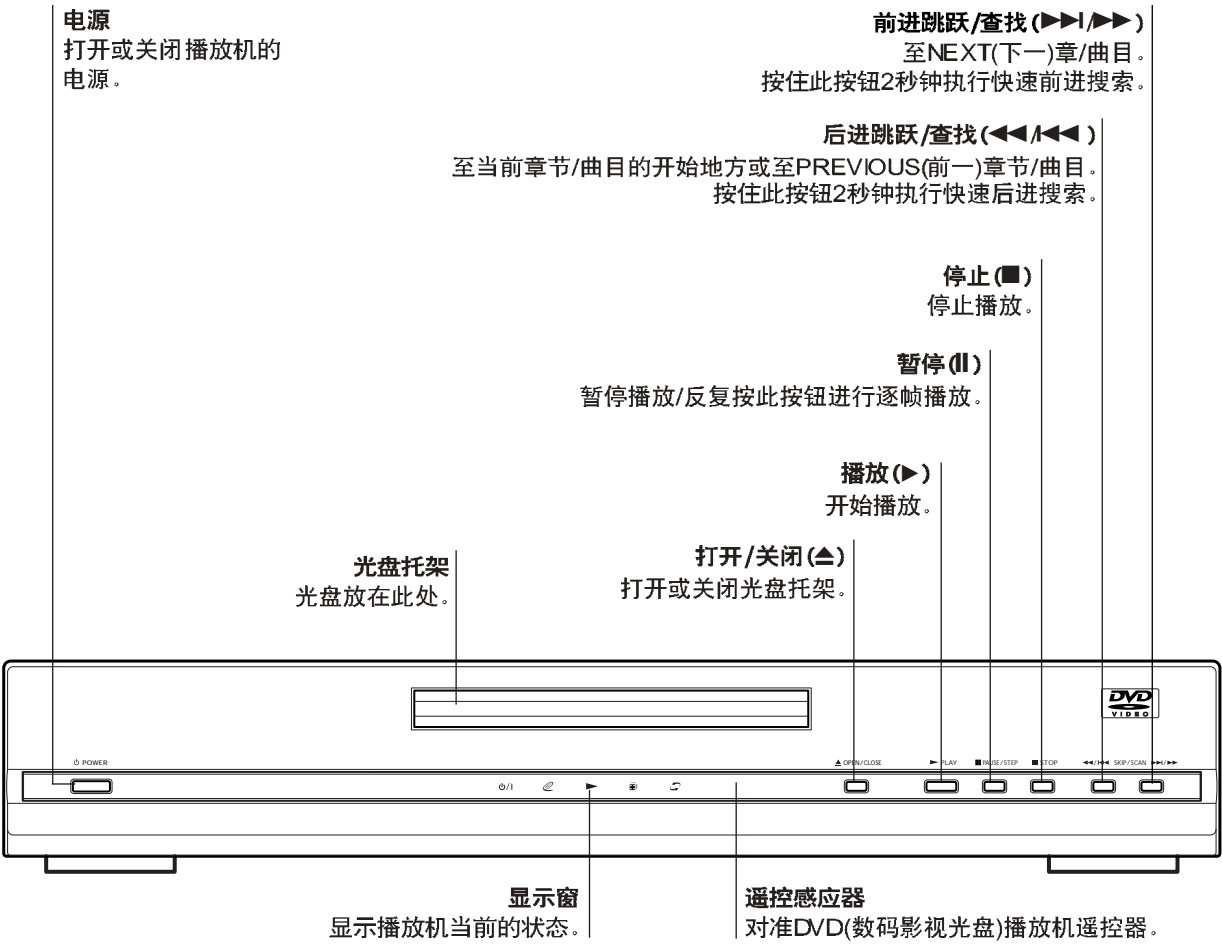 电源
打开或关闭播放机的
电源。
前进跳跃/查找(▶▶I/▶▶)
至NEXT(下一)章/曲目。
按住此按钮2秒钟执行快速前进搜索。
后进跳跃/查找(◀◀/I◀◀)
至当前章节/曲目的开始地方或至PREVIOUS(前一)章节/曲目。
按住此按钮2秒钟执行快速后进搜索。
停止(■)
停止播放。
暂停(II)
暂停播放/反复按此按钮进行逐帧播放。
播放(▶)
开始播放。
打开/关闭(⏏)
打开或关闭光盘托架。
光盘托架
光盘放在此处。
DVD
VIDEO
⏻ POWER
⏏ OPEN/CLOSE ▶ PLAY ■ PAUSE/STEP ■ STOP ◀◀/I◀◀ SKIP/SCAN ▶▶I/▶▶
⏻/I
显示窗
显示播放机当前的状态。
遥控感应器
对准DVD(数码影视光盘)播放机遥控器。